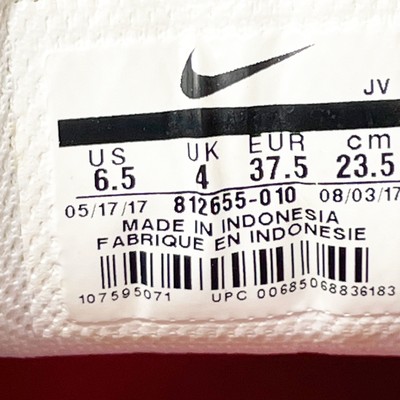 JV
US UK EUR cm
6.5 4 37.5 23.5
05/17/17 812655-010 08/03/17
MADE IN INDONESIA
FABRIQUE EN INDONESIE
107595071 UPC 00685068836183